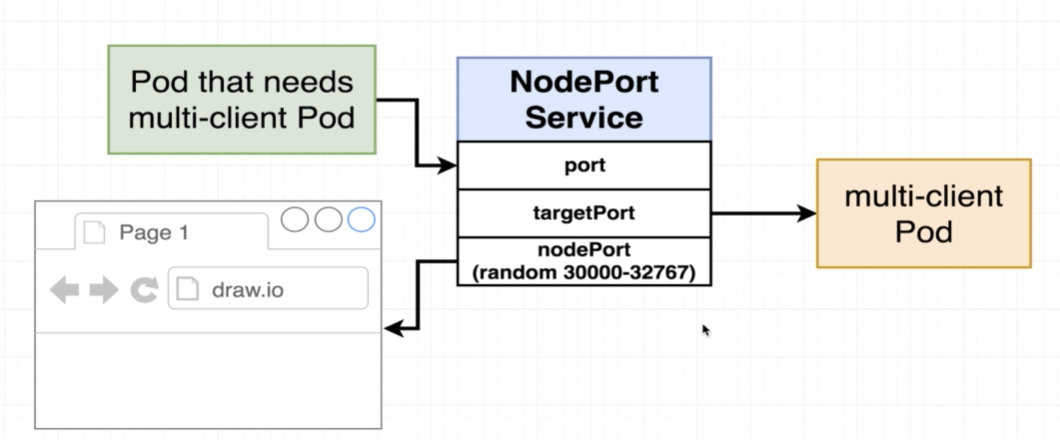 Pod that needs
multi-client Pod
NodePort
Service
port
targetPort
nodePort
(random 30000-32767)
multi-client
Pod
Page 1
draw.io